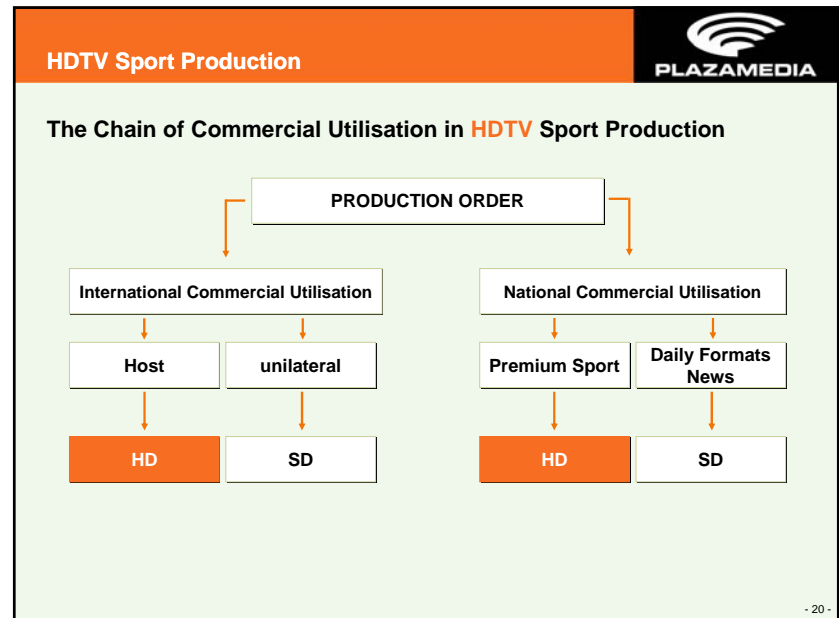 HDTV Sport Production
PLAZAMEDIA
The Chain of Commercial Utilisation in HDTV Sport Production
PRODUCTION ORDER
International Commercial Utilisation
National Commercial Utilisation
Host
unilateral
Premium Sport
Daily Formats
News
HD
SD
HD
SD
- 20 -